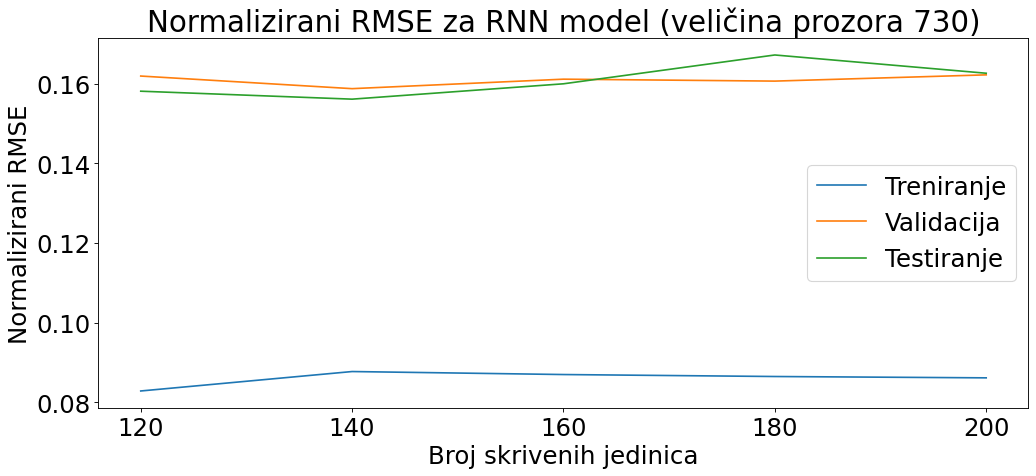 Normalizirani RMSE za RNN model (veličina prozora 730)
Normalizirani RMSE
0.16
0.14
0.12
0.10
0.08
Treniranje
Validacija
Testiranje
120 140 160 180 200
Broj skrivenih jedinica